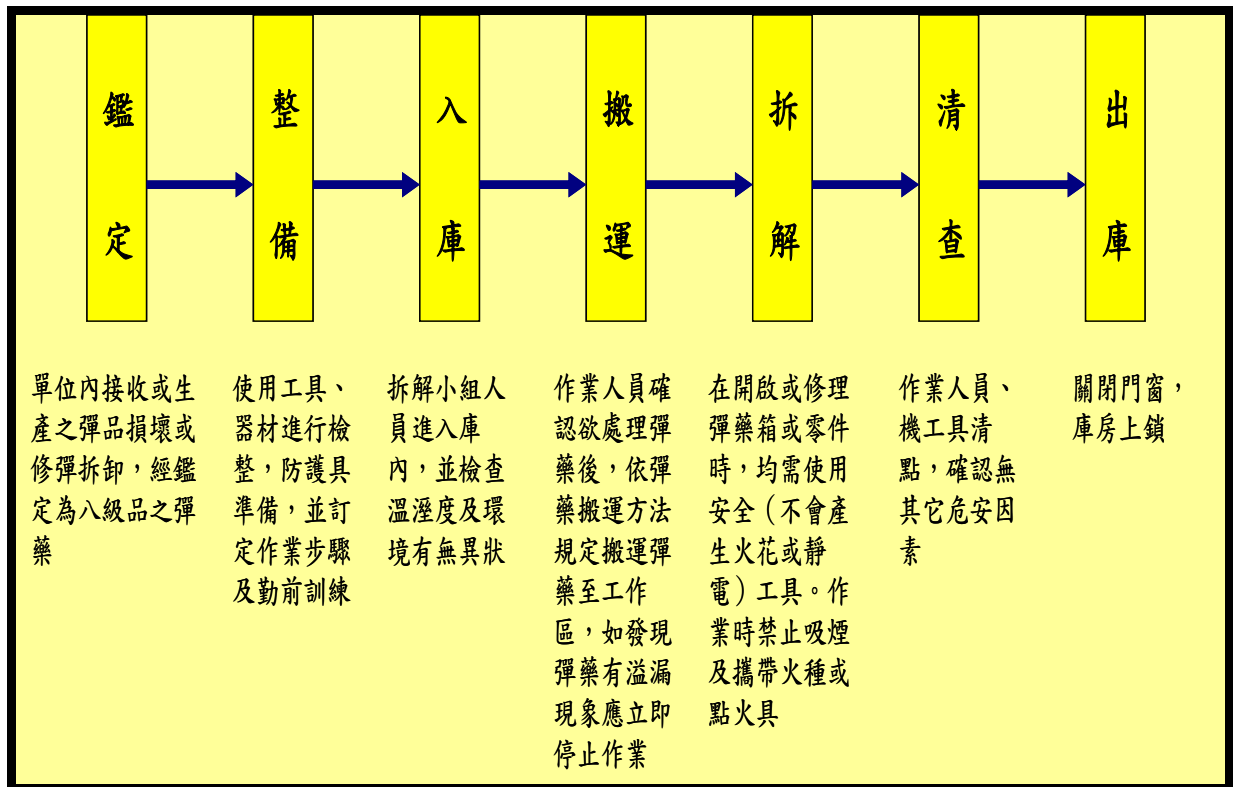 鑑定
整備
入庫
搬運
拆解
清查
出庫
單位內接收或生
產之彈品損壞或
修彈拆卸，經鑑
定為八級品之彈
藥
使用工具、
器材進行檢
整，防護具
準備，並訂
定作業步驟
及勤前訓練
拆解小組人
員進入庫
內，並檢查
溫溼度及環
境有無異狀
作業人員確
認欲處理彈
藥後，依彈
藥搬運方法
規定搬運彈
藥至工作
區，如發現
彈藥有溢漏
現象應立即
停止作業
在開啟或修理
彈藥箱或零件
時，均需使用
安全（不會產
生火花或靜
電）工具。作
業時禁止吸煙
及攜帶火種或
點火具
作業人員、
機工具清
點，確認無
其它危安因
素
關閉門窗，
庫房上鎖